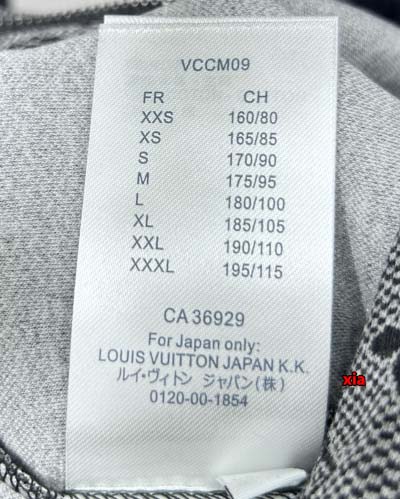 VCCM09
FR CH
XXS 160/80
XS 165/85
S 170/90
M 175/95
L 180/100
XL 185/105
XXL 190/110
XXXL 195/115
CA 36929
For Japan only:
LOUIS VUITTON JAPAN K.K.
ルイ・ヴィトン ジャパン(株)
0120-00-1854
xia